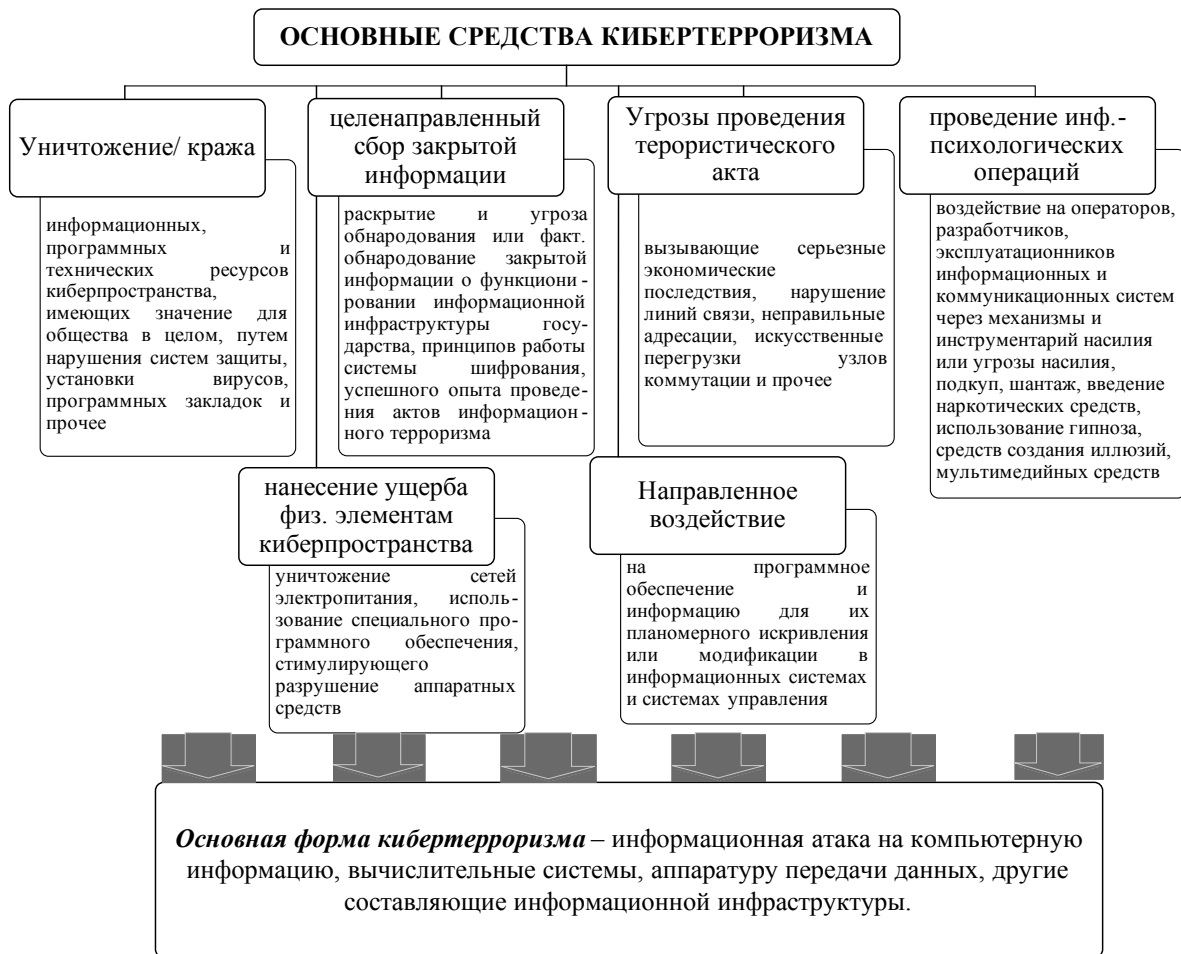 ОСНОВНЫЕ СРЕДСТВА КИБЕРТЕРРОРИЗМА
Уничтожение/ кража
информационных,
программных и
технических ресурсов
киберпространства,
имеющих значение для
общества в целом, путем
нарушения систем защиты,
установки вирусов,
программных закладок и
прочее
целенаправленный
сбор закрытой
информации
раскрытие и угроза
обнародования или факт.
обнародование закрытой
информации о функциони-
ровании информационной
инфраструктуры госу-
дарства, принципов работы
системы шифрования,
успешного опыта проведе-
ния актов информацион-
ного терроризма
Угрозы проведения
терористического
акта
вызывающие серьезные
экономические
последствия, нарушение
линий связи, неправильные
адресации, искусственные
перегрузки узлов
коммутации и прочее
проведение инф.-
психологических
операций
воздействие на операторов,
разработчиков,
эксплуатационников
информационных и
коммуникационных систем
через механизмы и
инструментарий насилия
или угрозы насилия,
подкуп, шантаж, введение
наркотических средств,
использование гипноза,
средств создания иллюзий,
мультимедийных средств
нанесение ущерба
физ. элементам
киберпространства
уничтожение сетей
электропитания, исполь-
зование специального про-
граммного обеспечения,
стимулирующего
разрушение аппаратных
средств
Направленное
воздействие
на программное
обеспечение и
информацию для их
планомерного искривления
или модификации в
информационных системах
и системах управления
Основная форма кибертерроризма – информационная атака на компьютерную
информацию, вычислительные системы, аппаратуру передачи данных, другие
составляющие информационной инфраструктуры.